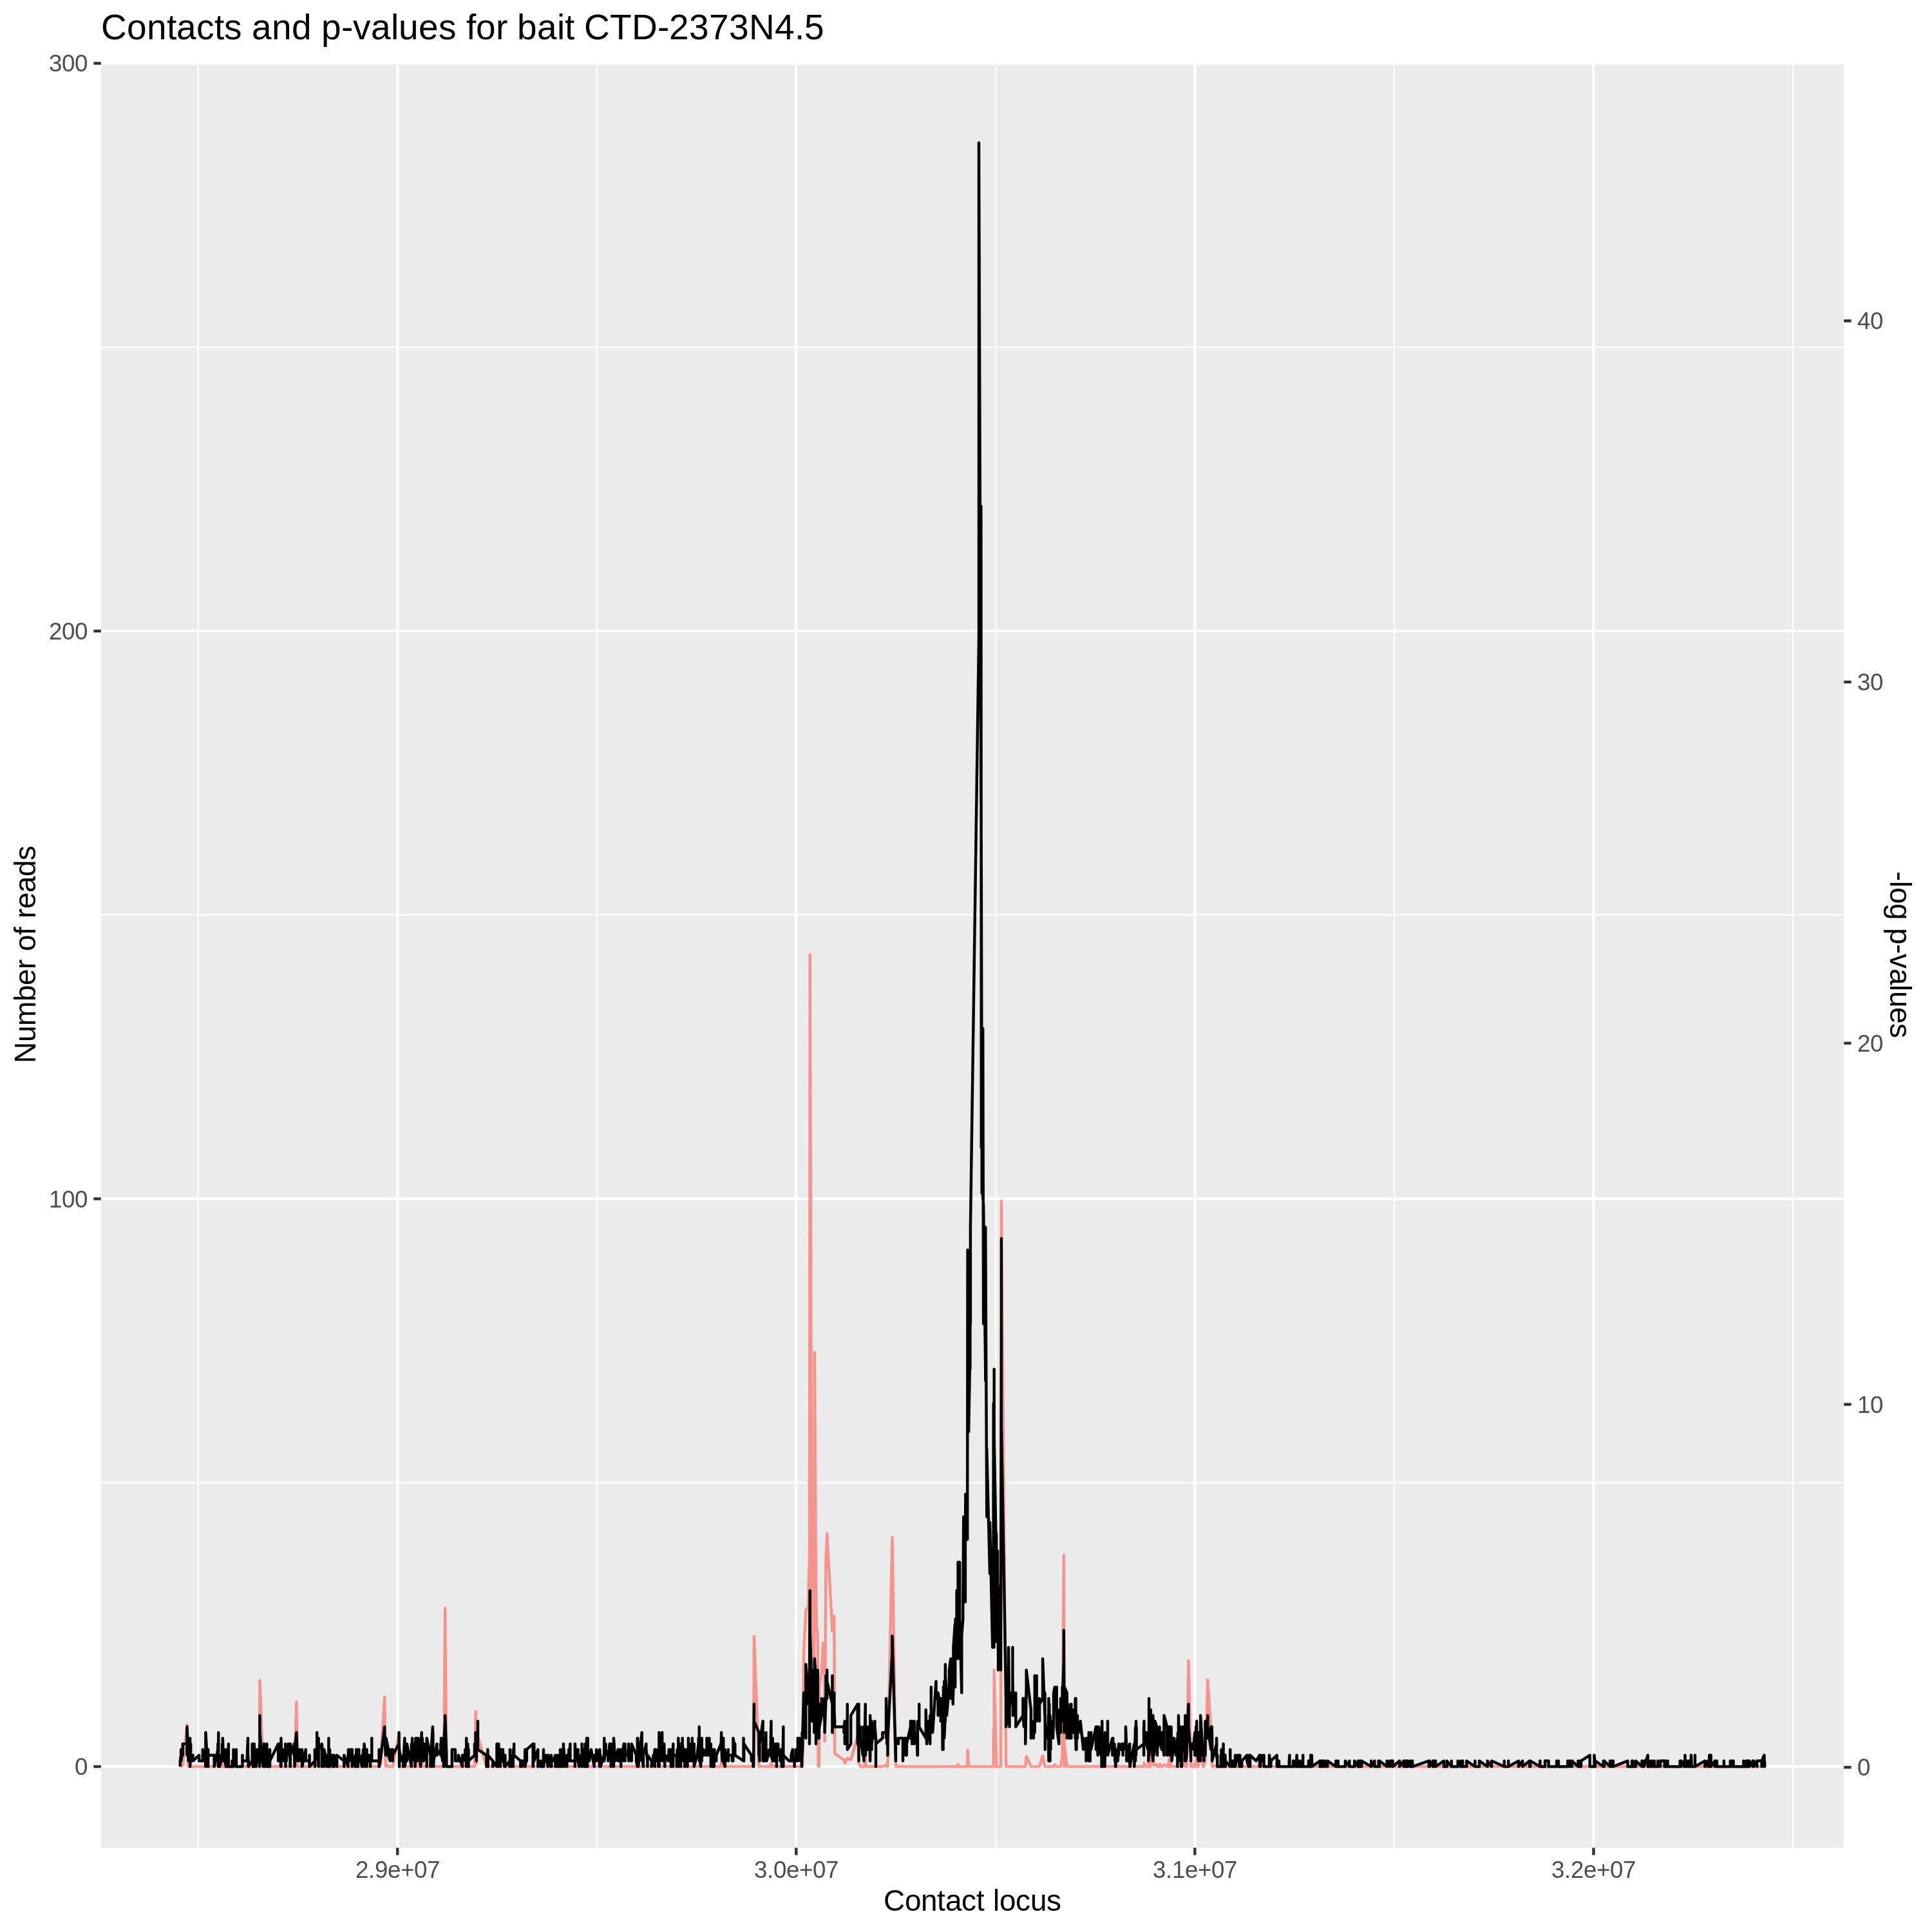 Contacts and p-values for bait CTD-2373N4.5
300
200
100
0
Number of reads
40
30
20
10
0
-log p-values
2.9e+07
3.0e+07
3.1e+07
3.2e+07
Contact locus